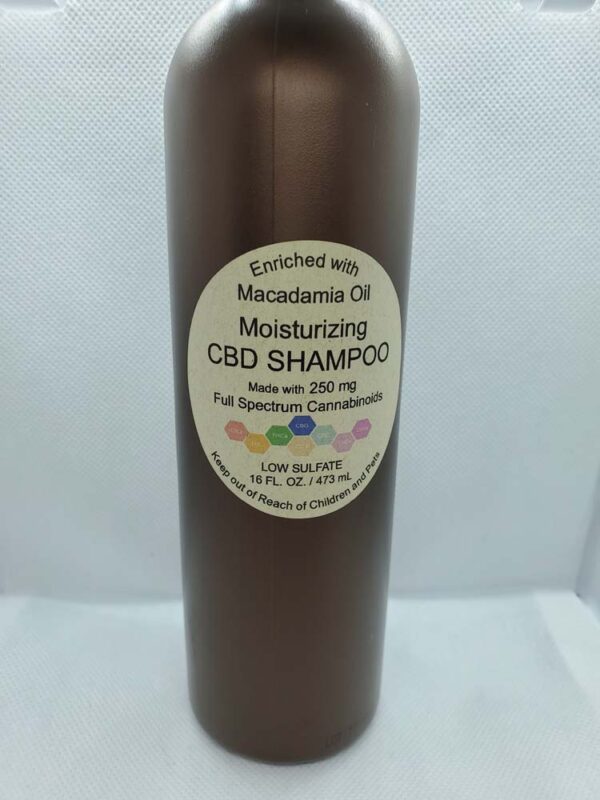 Enriched with
Macadamia Oil
Moisturizing
CBD SHAMPOO
Made with 250 mg
Full Spectrum Cannabinoids
CBD
THCA
LOW SULFATE
16 FL. OZ. / 473 mL
Keep out of Reach of Children and Pets